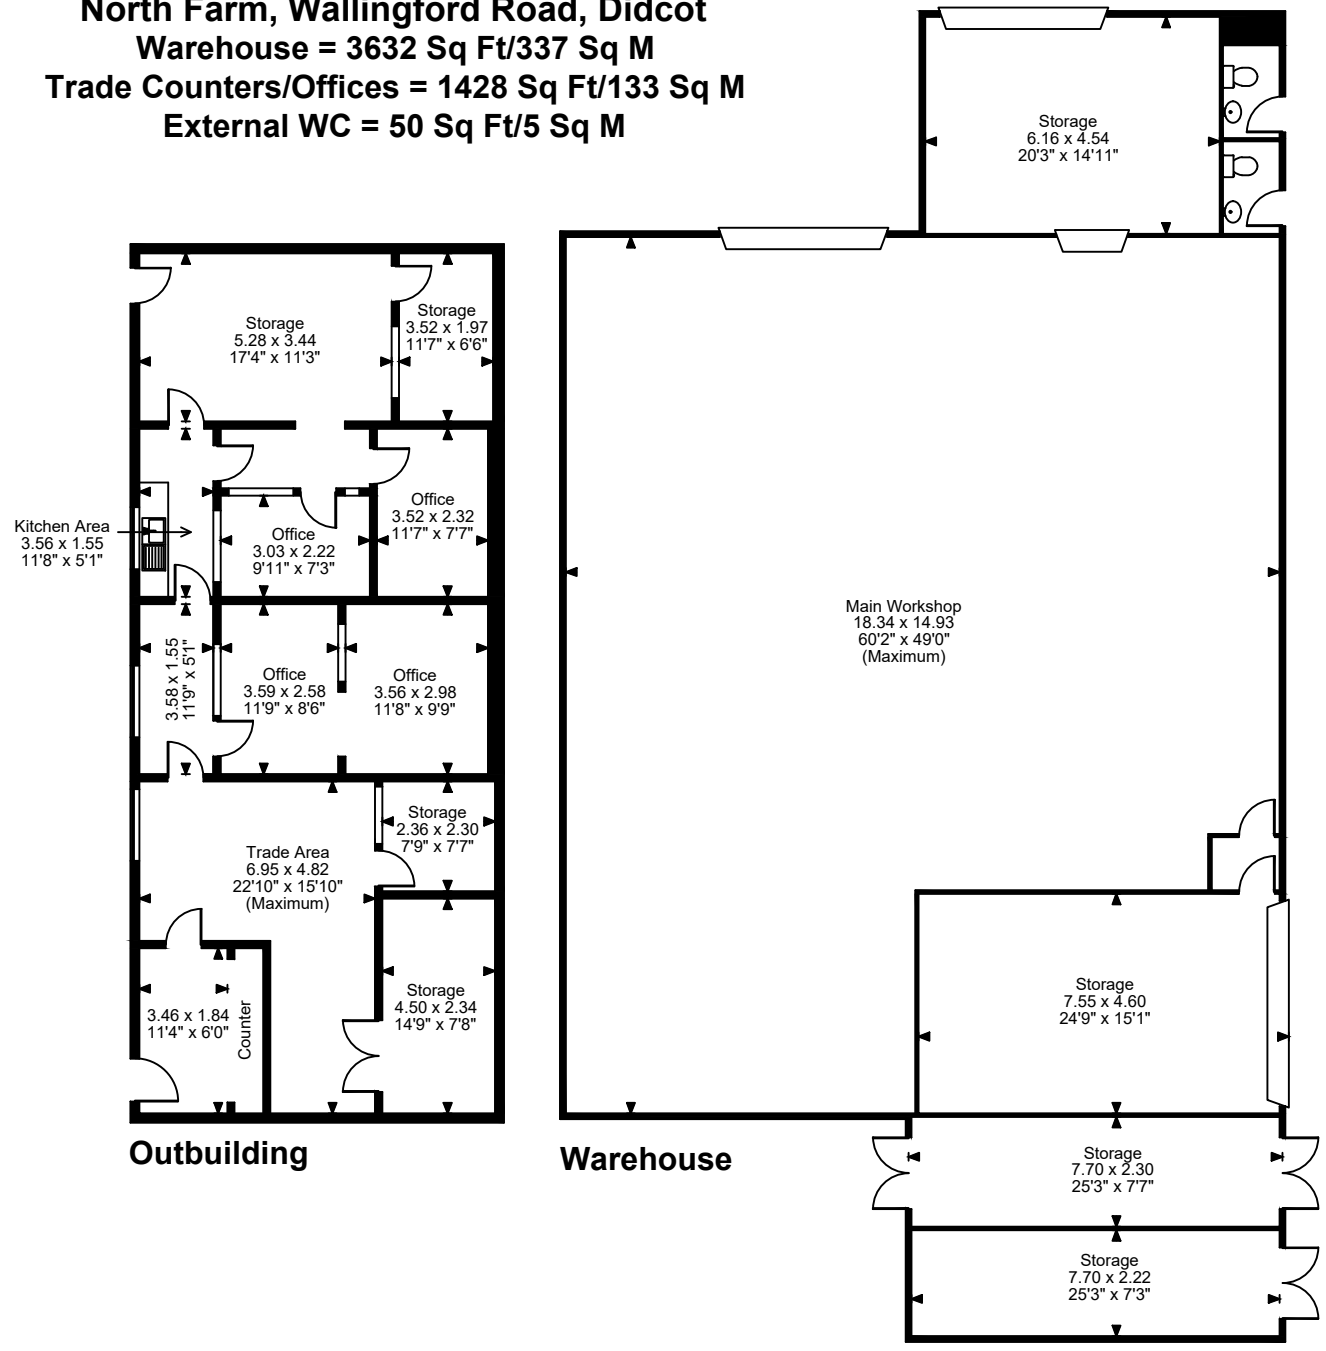 North Farm, Wallingford Road, Didcot
Warehouse = 3632 Sq Ft/337 Sq M
Trade Counters/Offices = 1428 Sq Ft/133 Sq M
External WC = 50 Sq Ft/5 Sq M
Storage
6.16 x 4.54
20'3" x 14'11"
Storage
5.28 x 3.44
17'4" x 11'3"
Storage
3.52 x 1.97
11'7" x 6'6"
Kitchen Area
3.56 x 1.55
11'8" x 5'1"
Office
3.03 x 2.22
9'11" x 7'3"
Office
3.52 x 2.32
11'7" x 7'7"
3.58 x 1.55
11'9" x 5'1"
Office
3.59 x 2.58
11'9" x 8'6"
Office
3.56 x 2.98
11'8" x 9'9"
Main Workshop
18.34 x 14.93
60'2" x 49'0"
(Maximum)
Trade Area
6.95 x 4.82
22'10" x 15'10"
(Maximum)
Storage
2.36 x 2.30
7'9" x 7'7"
3.46 x 1.84
11'4" x 6'0"
Counter
Storage
4.50 x 2.34
14'9" x 7'8"
Storage
7.55 x 4.60
24'9" x 15'1"
Outbuilding
Warehouse
Storage
7.70 x 2.30
25'3" x 7'7"
Storage
7.70 x 2.22
25'3" x 7'3"